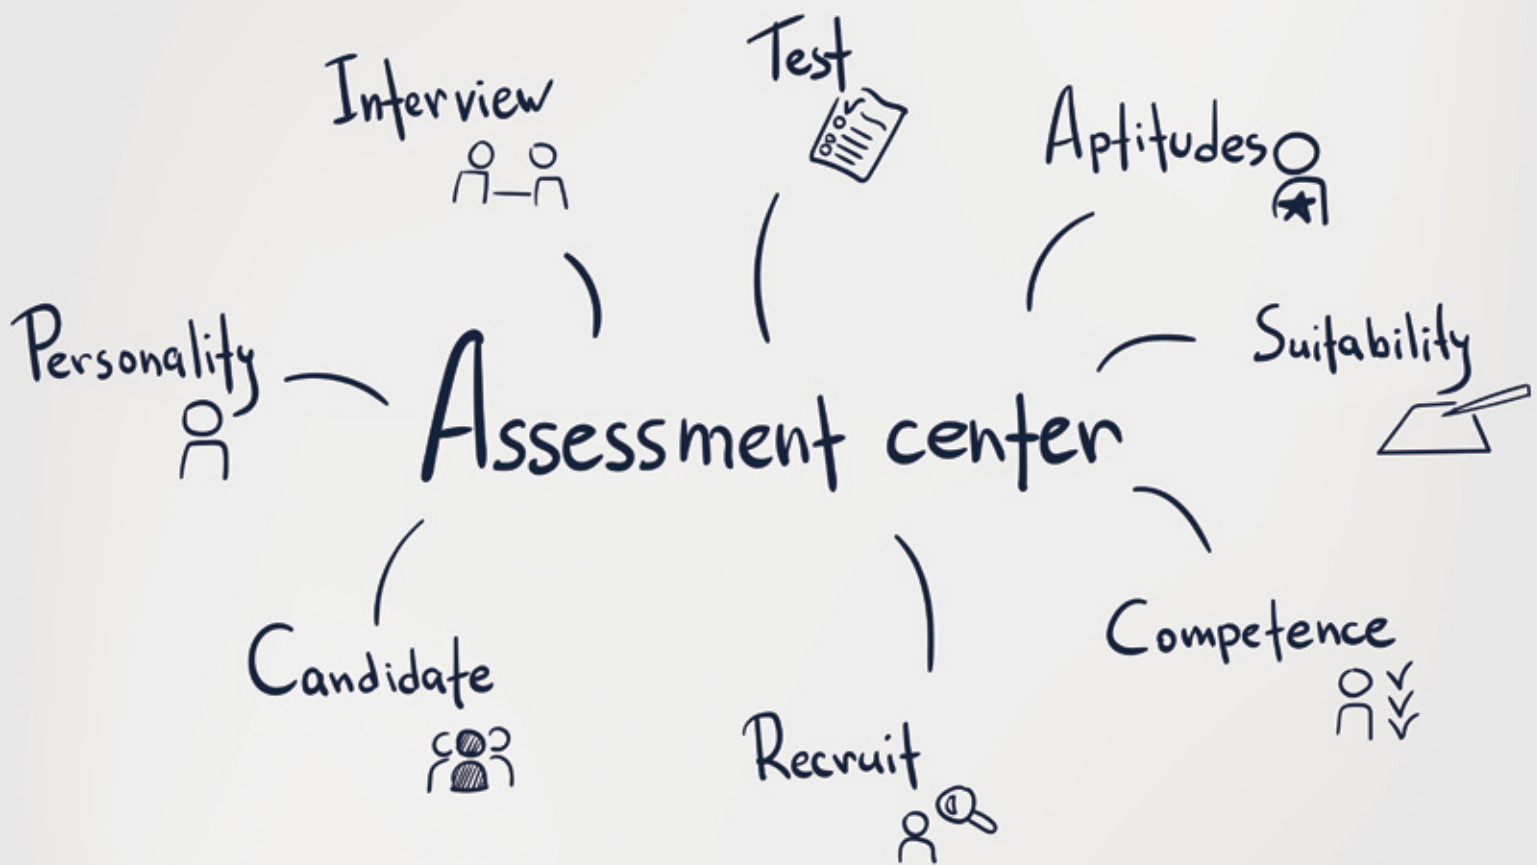 Test
Interview
Aptitudes
Personality
Suitability
Assessment center
Candidate
Competence
Recruit